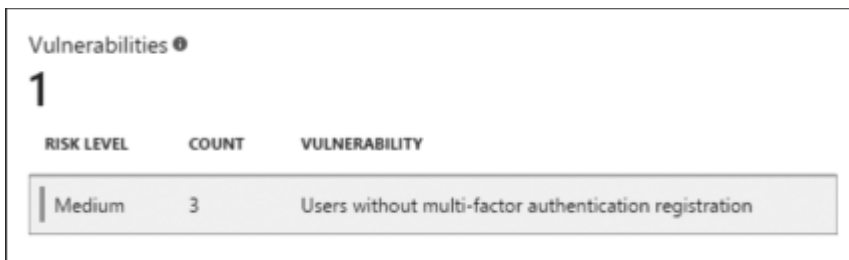 Vulnerabilities
1
RISK LEVEL COUNT VULNERABILITY
Medium 3 Users without multi-factor authentication registration